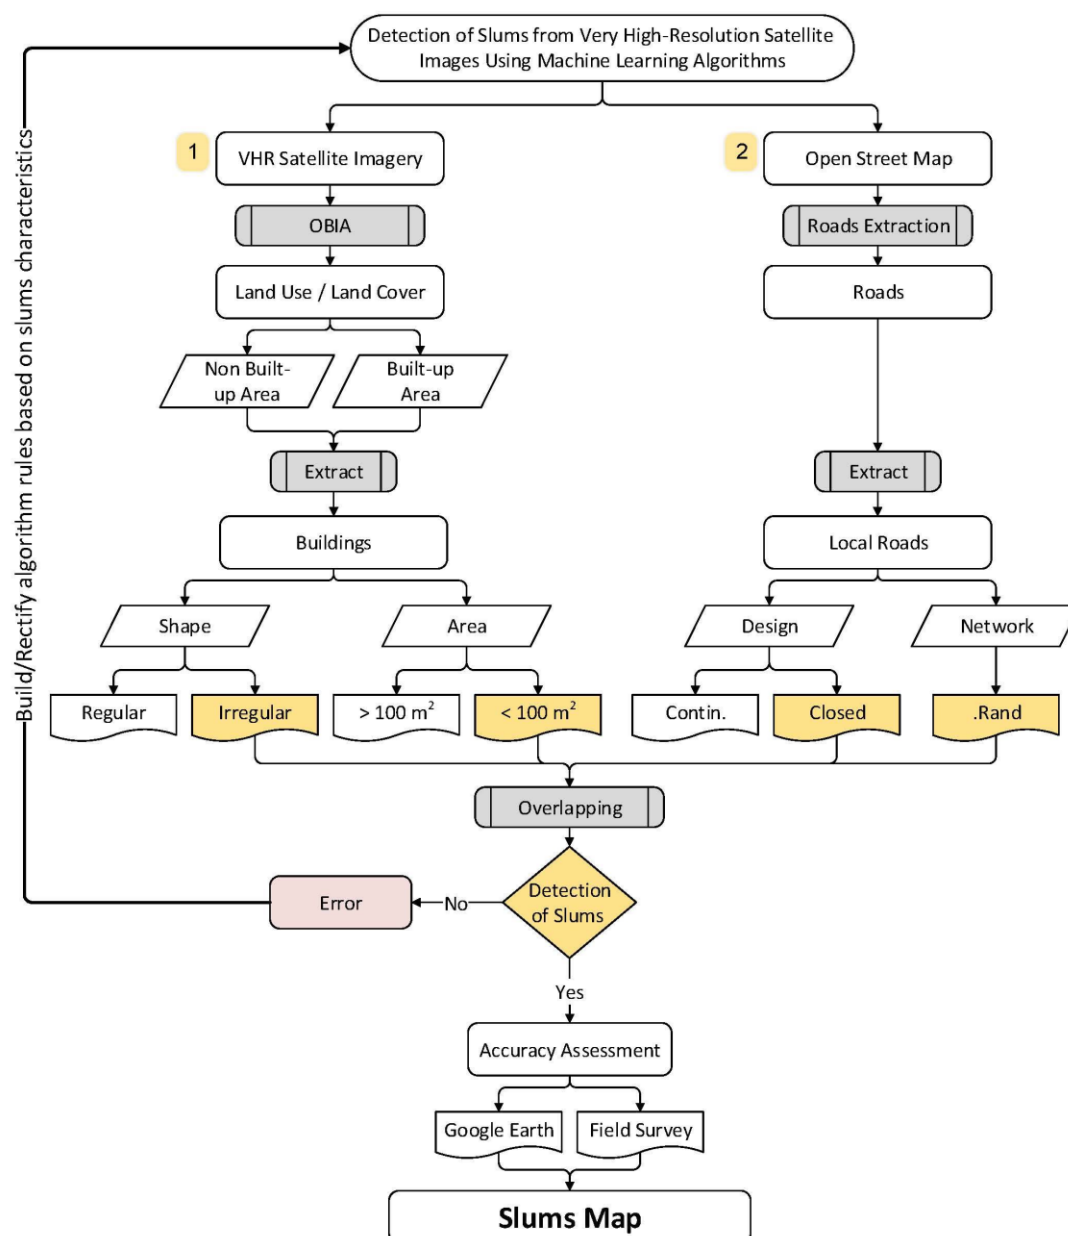 Detection of Slums from Very High-Resolution Satellite
Images Using Machine Learning Algorithms
Build/Rectify algorithm rules based on slums characteristics
1
VHR Satellite Imagery
2
Open Street Map
OBIA
Roads Extraction
Land Use / Land Cover
Roads
Non Built-
up Area
Built-up
Area
Extract
Extract
Buildings
Local Roads
Shape
Area
Design
Network
Regular
Irregular
> 100 m²
< 100 m²
Contin.
Closed
.Rand
Overlapping
Detection
of Slums
No
Error
Yes
Accuracy Assessment
Google Earth
Field Survey
Slums Map